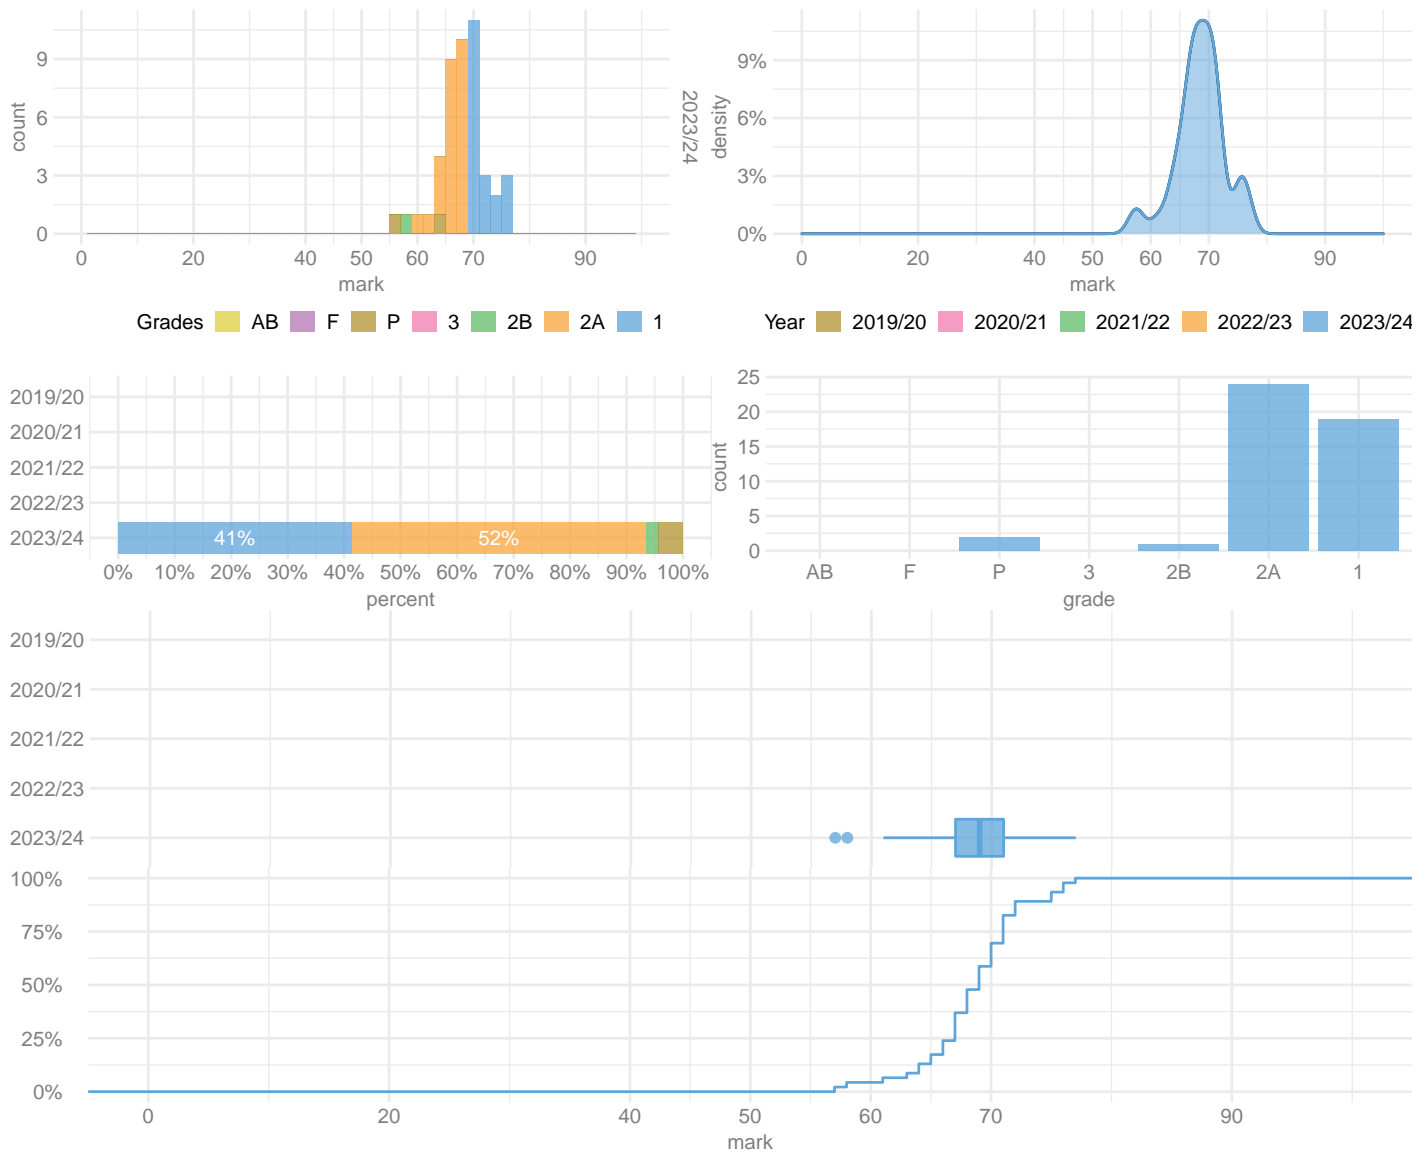 9
6
3
0
count
0 20 40 50 60 70 90
mark
2023/24
9%
6%
3%
0%
density
0 20 40 50 60 70 90
mark
Grades AB F P 3 2B 2A 1
Year 2019/20 2020/21 2021/22 2022/23 2023/24
2019/20
2020/21
2021/22
2022/23
2023/24
41% 52%
0% 10% 20% 30% 40% 50% 60% 70% 80% 90% 100%
percent
25
20
15
10
5
0
count
AB F P 3 2B 2A 1
grade
2019/20
2020/21
2021/22
2022/23
2023/24
100%
75%
50%
25%
0%
0 20 40 50 60 70 90
mark